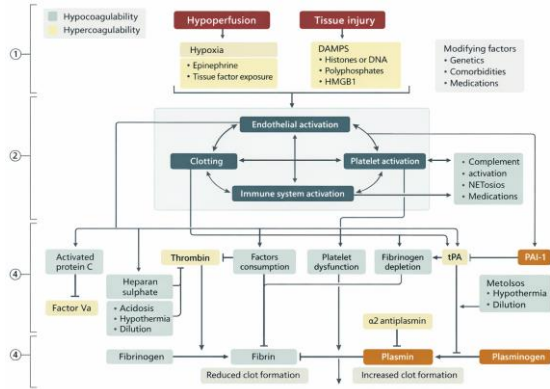 Hypocoagulability
Hypercoagulability
Hypoperfusion
Tissue injury
①
Hypoxia
• Epinephrine
• Tissue factor exposure
DAMPS
• Histones or DNA
• Polyphosphates
• HMGB1
Modifying factors
• Genetics
• Comorbidities
• Medications
②
Endothelial activation
Clotting
Platelet activation
Immune system activation
• Complement
• activation
• NETosios
• Medications
④
Activated
protein C
Thrombin
Factors
consumption
Platelet
dysfunction
Fibrinogen
depletion
tPA
PAI-1
Factor Va
Heparan
sulphate
• Acidosis
• Hypothermia
• Dilution
Metolsos
• Hypothermia
• Dilution
α2 antiplasmin
④
Fibrinogen
Fibrin
Plasmin
Plasminogen
Reduced clot formation
Increased clot formation